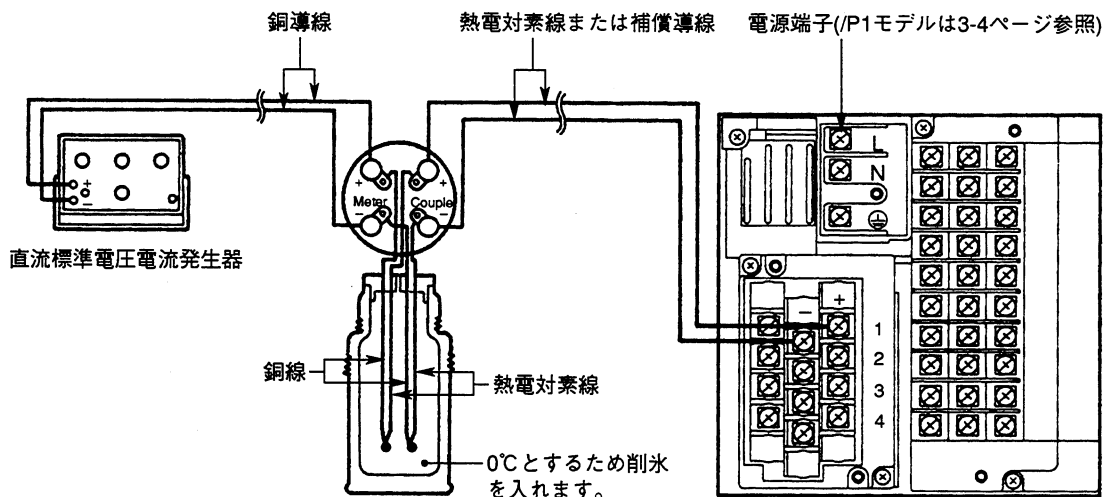 銅導線
熱電対素線または補償導線
電源端子(/P1モデルは3-4ページ参照)
L
N
+
−
+
−
Meter
Couple
+
−
直流標準電圧電流発生器
+
−
1
2
3
4
銅線
熱電対素線
0℃とするため削氷
を入れます。